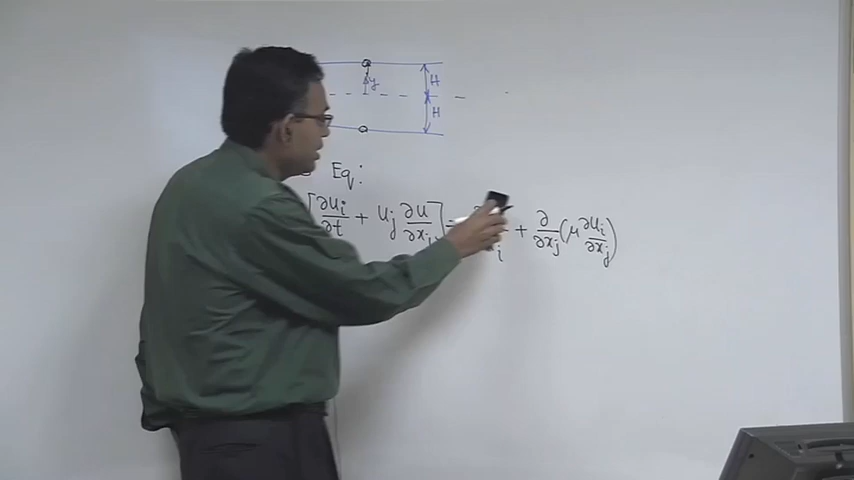 H
y
H
Eq:
[∂u_i/∂t + u_j ∂u/∂x_j] = + ∂/∂x_j (μ ∂u_i/∂x_j)